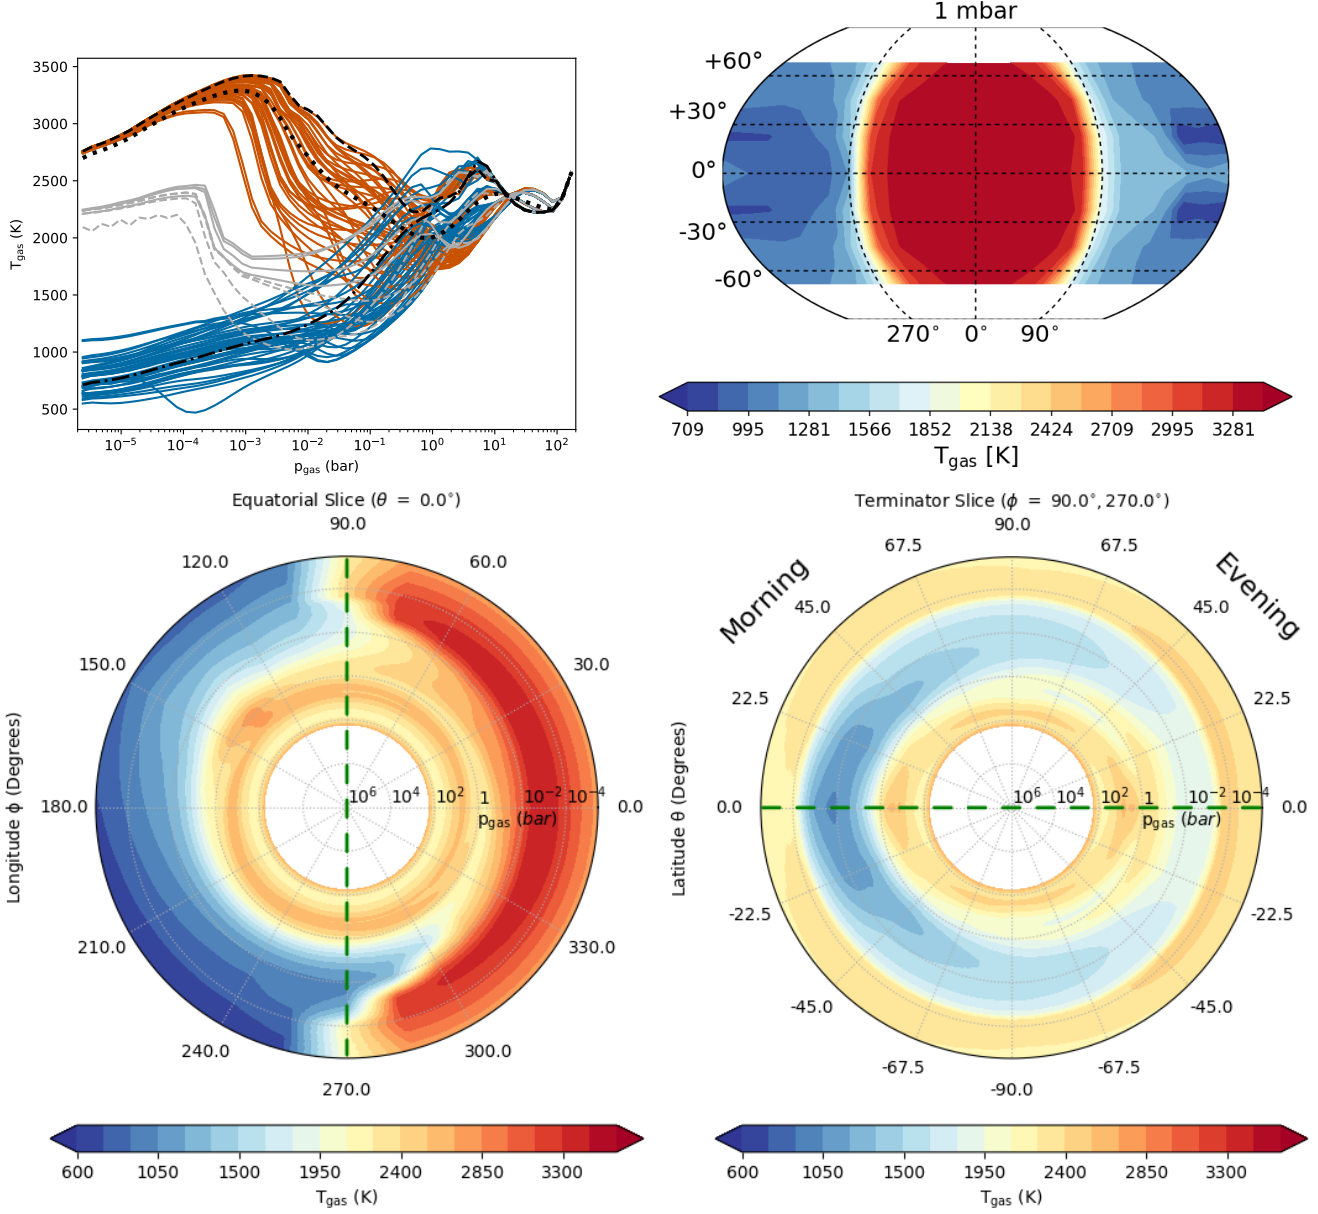 3500
3000
2500
2000
1500
1000
500
T_gas (K)
10^-5 10^-4 10^-3 10^-2 10^-1 10^0 10^1 10^2
p_gas (bar)
1 mbar
+60°
+30°
0°
-30°
-60°
270° 0° 90°
709 995 1281 1566 1852 2138 2424 2709 2995 3281
T_gas [K]
Equatorial Slice (θ = 0.0°)
90.0
120.0 60.0
150.0 30.0
180.0 0.0
210.0 330.0
240.0 300.0
270.0
10^6 10^4 10^2 1 10^-2 10^-4
p_gas (bar)
Longitude ϕ (Degrees)
600 1050 1500 1950 2400 2850 3300
T_gas (K)
Terminator Slice (ϕ = 90.0°, 270.0°)
90.0
67.5 67.5
Morning Evening
45.0 45.0
22.5 22.5
0.0 0.0
-22.5 -22.5
-45.0 -45.0
-67.5 -67.5
-90.0
10^6 10^4 10^2 1 10^-2 10^-4
p_gas (bar)
Latitude θ (Degrees)
600 1050 1500 1950 2400 2850 3300
T_gas (K)